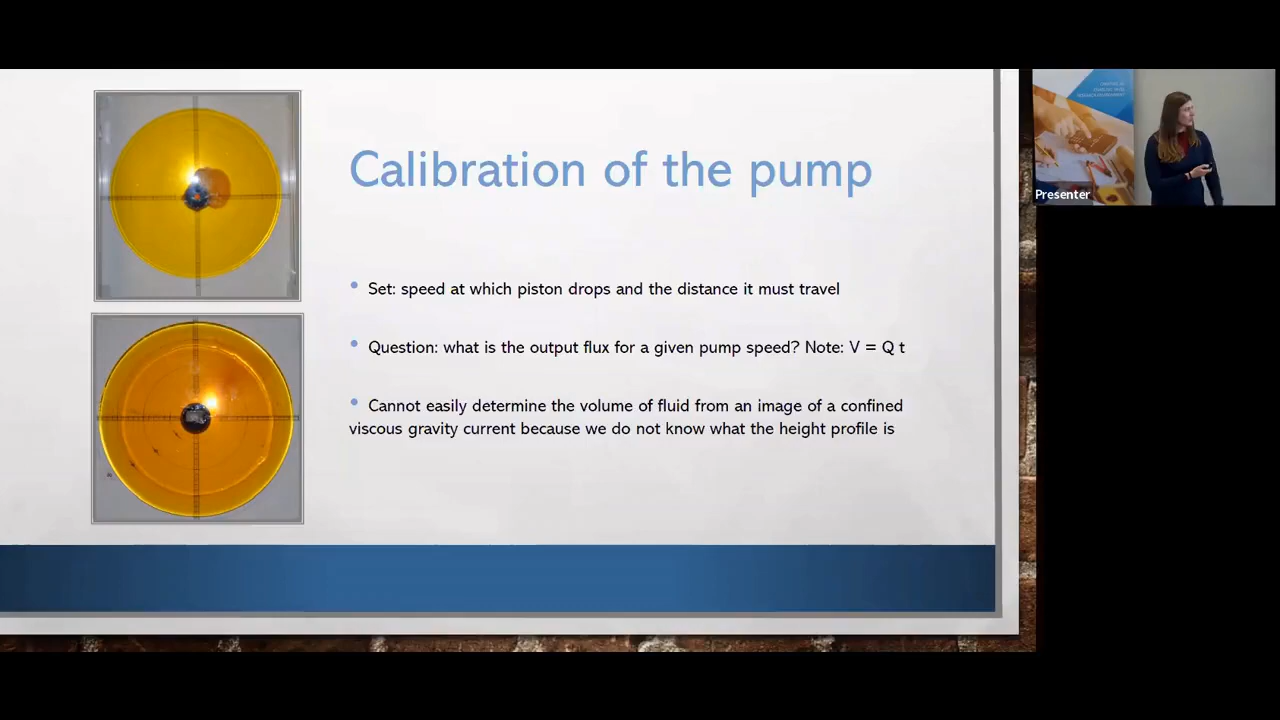 Calibration of the pump
• Set: speed at which piston drops and the distance it must travel
• Question: what is the output flux for a given pump speed? Note: V = Q t
• Cannot easily determine the volume of fluid from an image of a confined
viscous gravity current because we do not know what the height profile is
Presenter